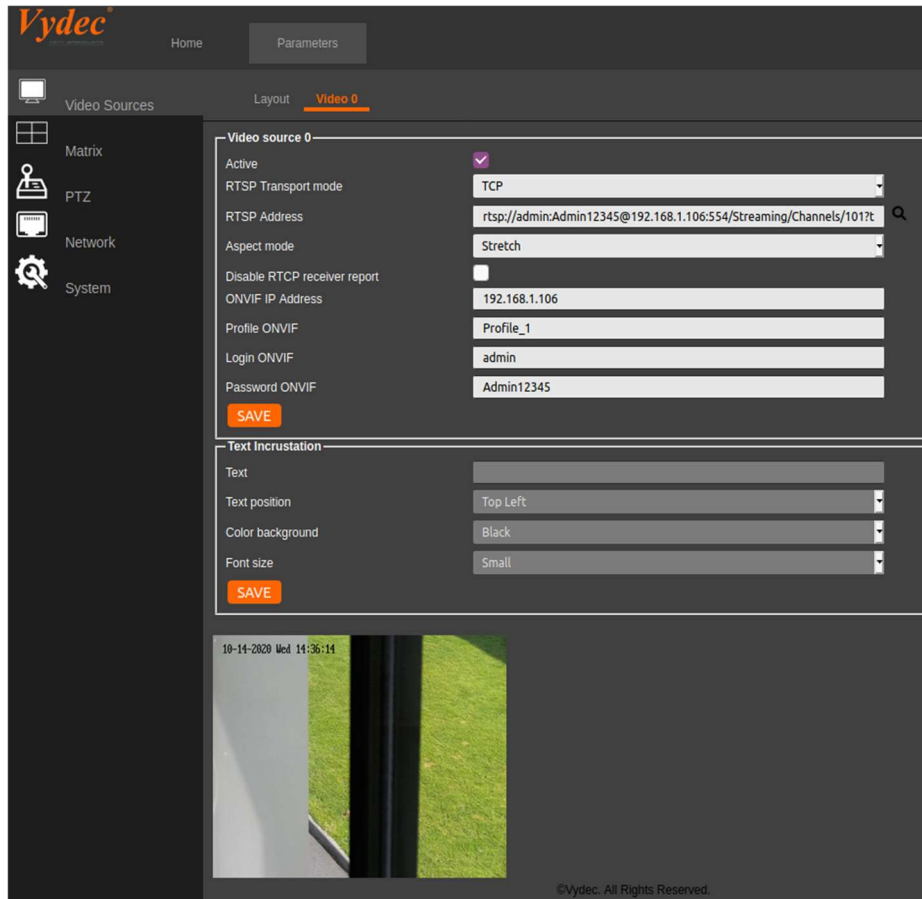 Vydec®
Home
Parameters
Video Sources
Matrix
PTZ
Network
System
Layout
Video 0
Video source 0
Active
RTSP Transport mode
TCP
RTSP Address
rtsp://admin:Admin12345@192.168.1.106:554/Streaming/Channels/101?t
Aspect mode
Stretch
Disable RTCP receiver report
ONVIF IP Address
192.168.1.106
Profile ONVIF
Profile_1
Login ONVIF
admin
Password ONVIF
Admin12345
SAVE
Text Incrustation
Text
Text position
Top Left
Color background
Black
Font size
Small
SAVE
10-14-2020 Wed 14:36:14
©Vydec. All Rights Reserved.